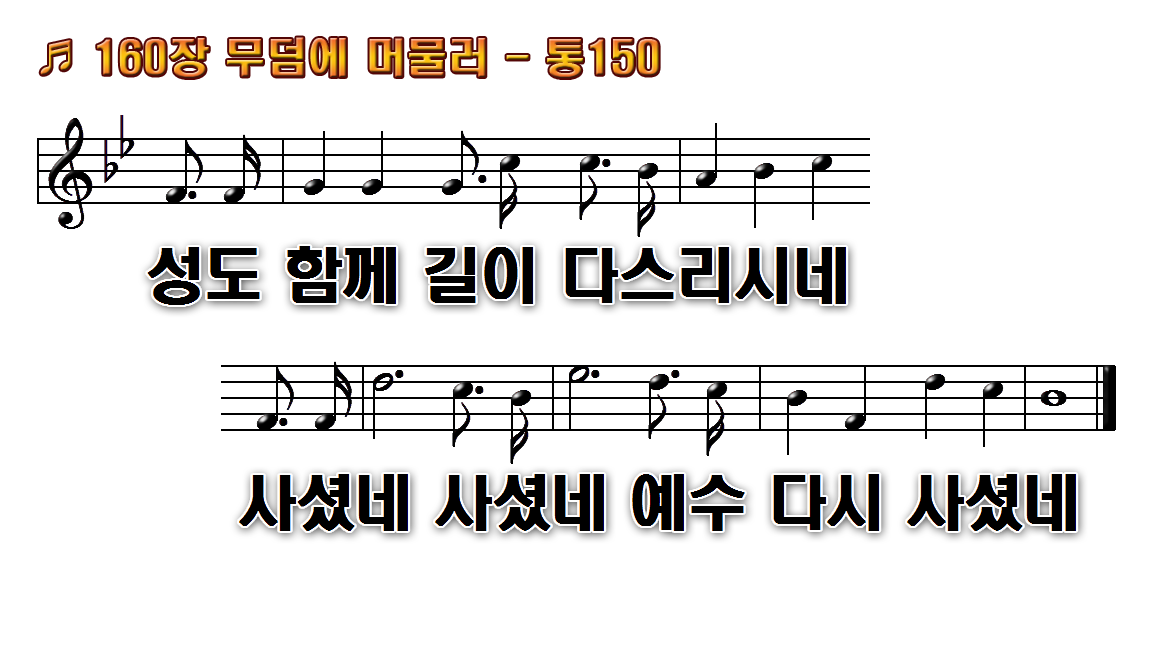 ♬ 160장 무덤에 머물러 - 통150
성도 함께 길이 다스리시네
사셨네 사셨네 예수 다시 사셨네